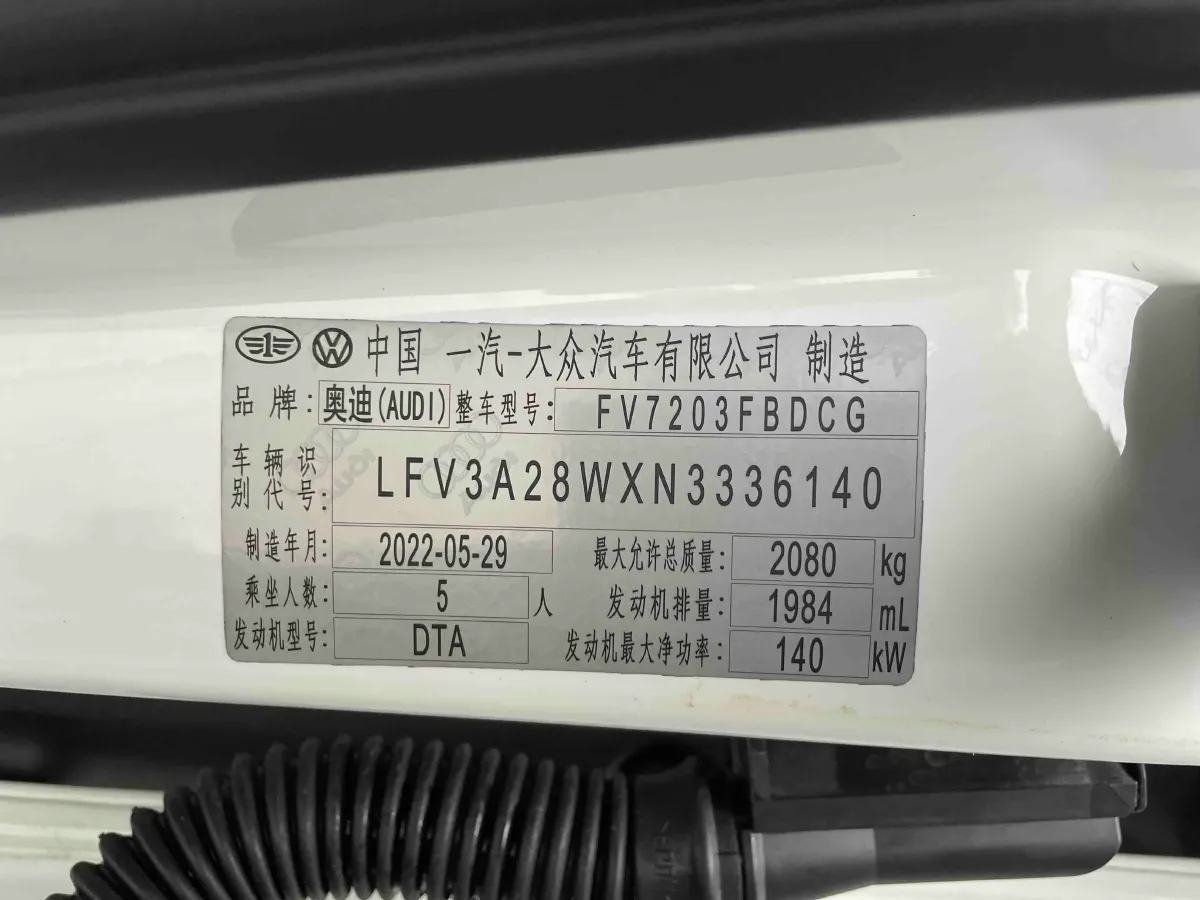 中国 一汽-大众汽车有限公司 制造
品牌: 奥迪(AUDI) 整车型号: FV7203FBDCG
车辆识别代号: LFV3A28WXN3336140
制造年月: 2022-05-29 最大允许总质量: 2080 kg
乘坐人数: 5 人 发动机排量: 1984 mL
发动机型号: DTA 发动机最大净功率: 140 kW